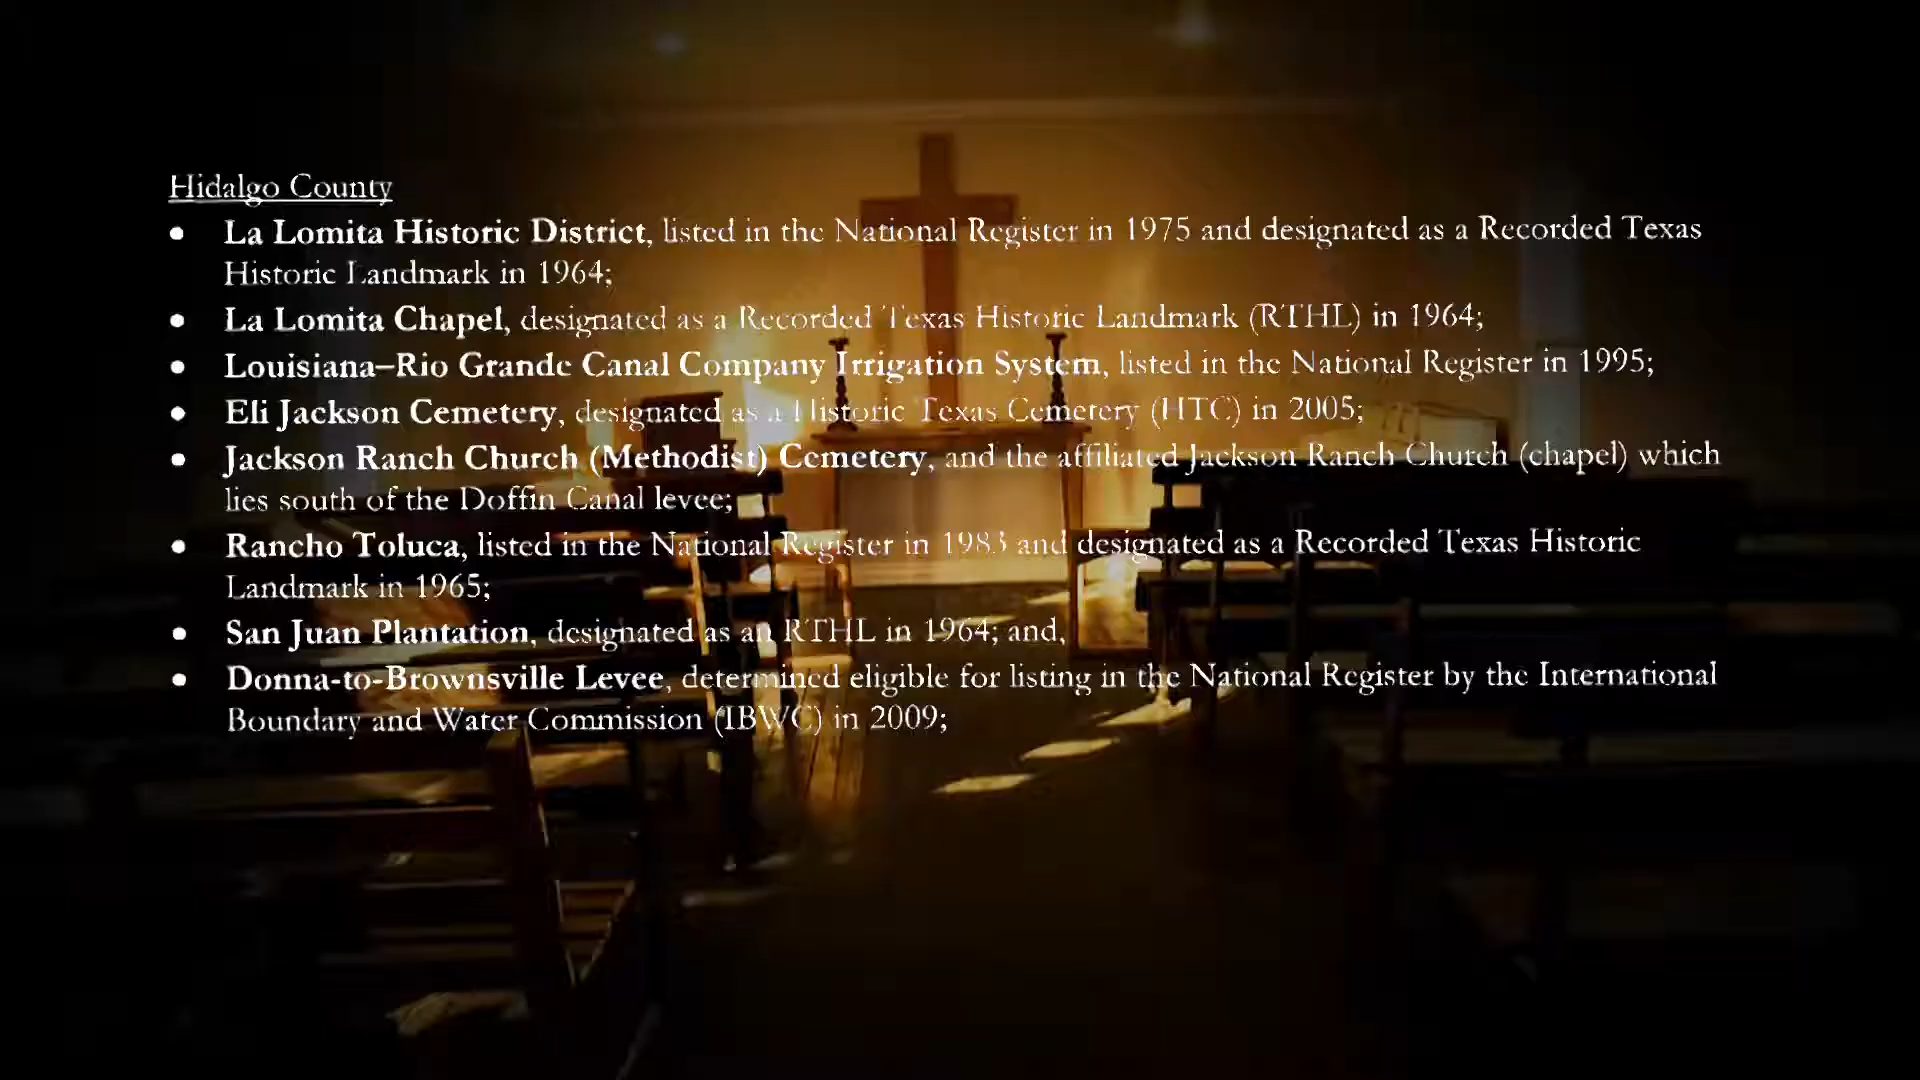 Hidalgo County
• La Lomita Historic District, listed in the National Register in 1975 and designated as a Recorded Texas
Historic Landmark in 1964;
• La Lomita Chapel, designated as a Recorded Texas Historic Landmark (RTHL) in 1964;
• Louisiana–Rio Grande Canal Company Irrigation System, listed in the National Register in 1995;
• Eli Jackson Cemetery, designated as a Historic Texas Cemetery (HTC) in 2005;
• Jackson Ranch Church (Methodist) Cemetery, and the affiliated Jackson Ranch Church (chapel) which
lies south of the Doffin Canal levee;
• Rancho Toluca, listed in the National Register in 1983 and designated as a Recorded Texas Historic
Landmark in 1965;
• San Juan Plantation, designated as an RTHL in 1964; and,
• Donna-to-Brownsville Levee, determined eligible for listing in the National Register by the International
Boundary and Water Commission (IBWC) in 2009;